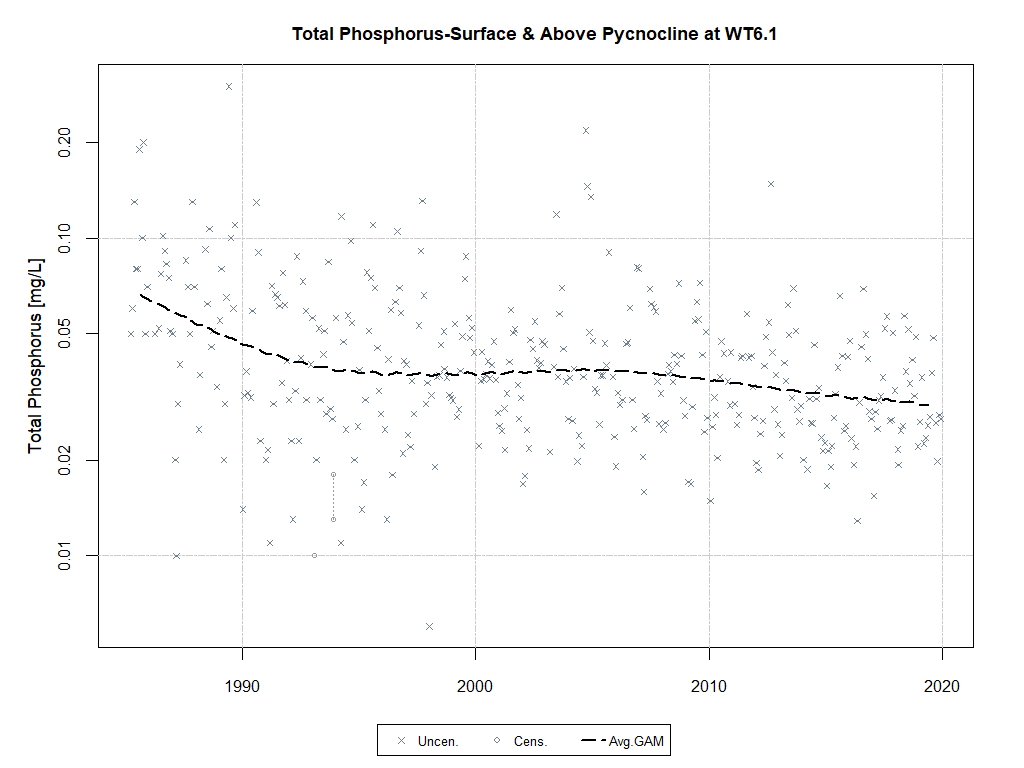 Total Phosphorus-Surface & Above Pycnocline at WT6.1
Total Phosphorus [mg/L]
0.20
0.10
0.05
0.02
0.01
1990 2000 2010 2020
Uncen. Cens. Avg.GAM